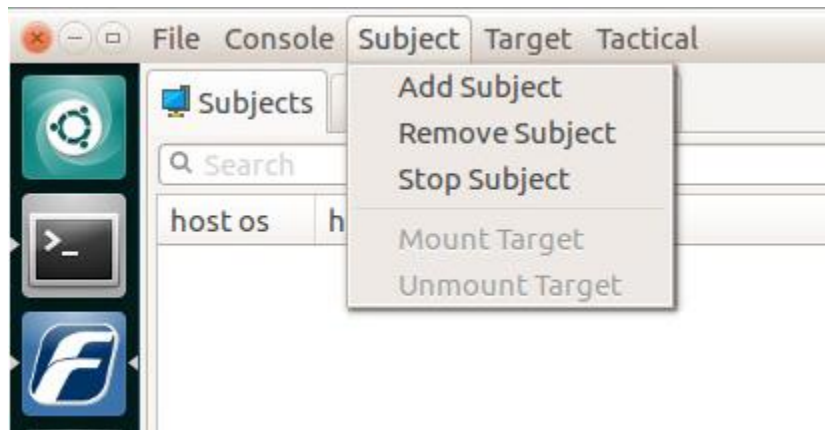 File Console Subject Target Tactical
Subjects
Add Subject
Remove Subject
Search
Stop Subject
host os h
Mount Target
Unmount Target
>_
F